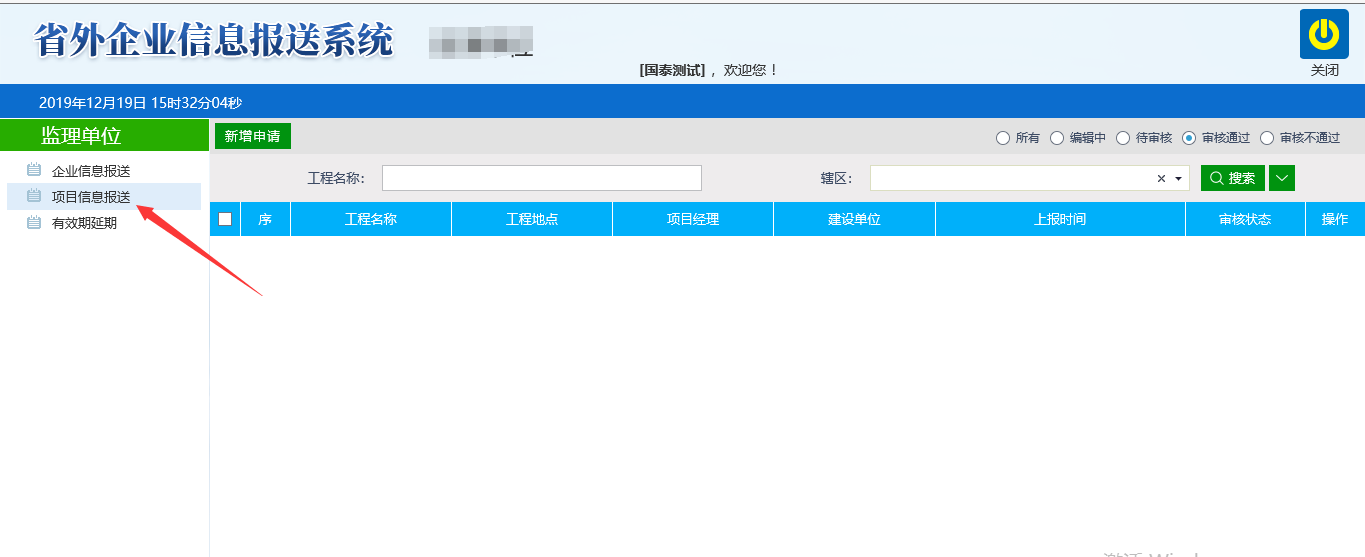 省外企业信息报送系统
[国泰测试] ，欢迎您！
关闭
2019年12月19日 15时32分04秒
监理单位
企业信息报送
项目信息报送
有效期延期
新增申请
所有 编辑中 待审核 审核通过 审核不通过
工程名称： 辖区： 搜索
序 工程名称 工程地点 项目经理 建设单位 上报时间 审核状态 操作